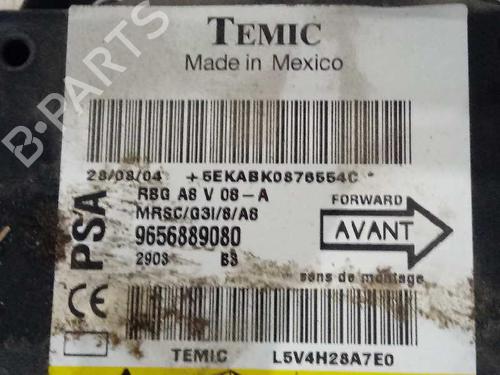 TEMIC
Made in Mexico
28/08/04 +5EKABK0876554C *
RBG A8 V 08-A
MRSC/G3I/8/A8
9656889080
2903 B3
PSA
FORWARD
AVANT
sens de montage
CE
TEMIC L5V4H28A7E0
B-PARTS